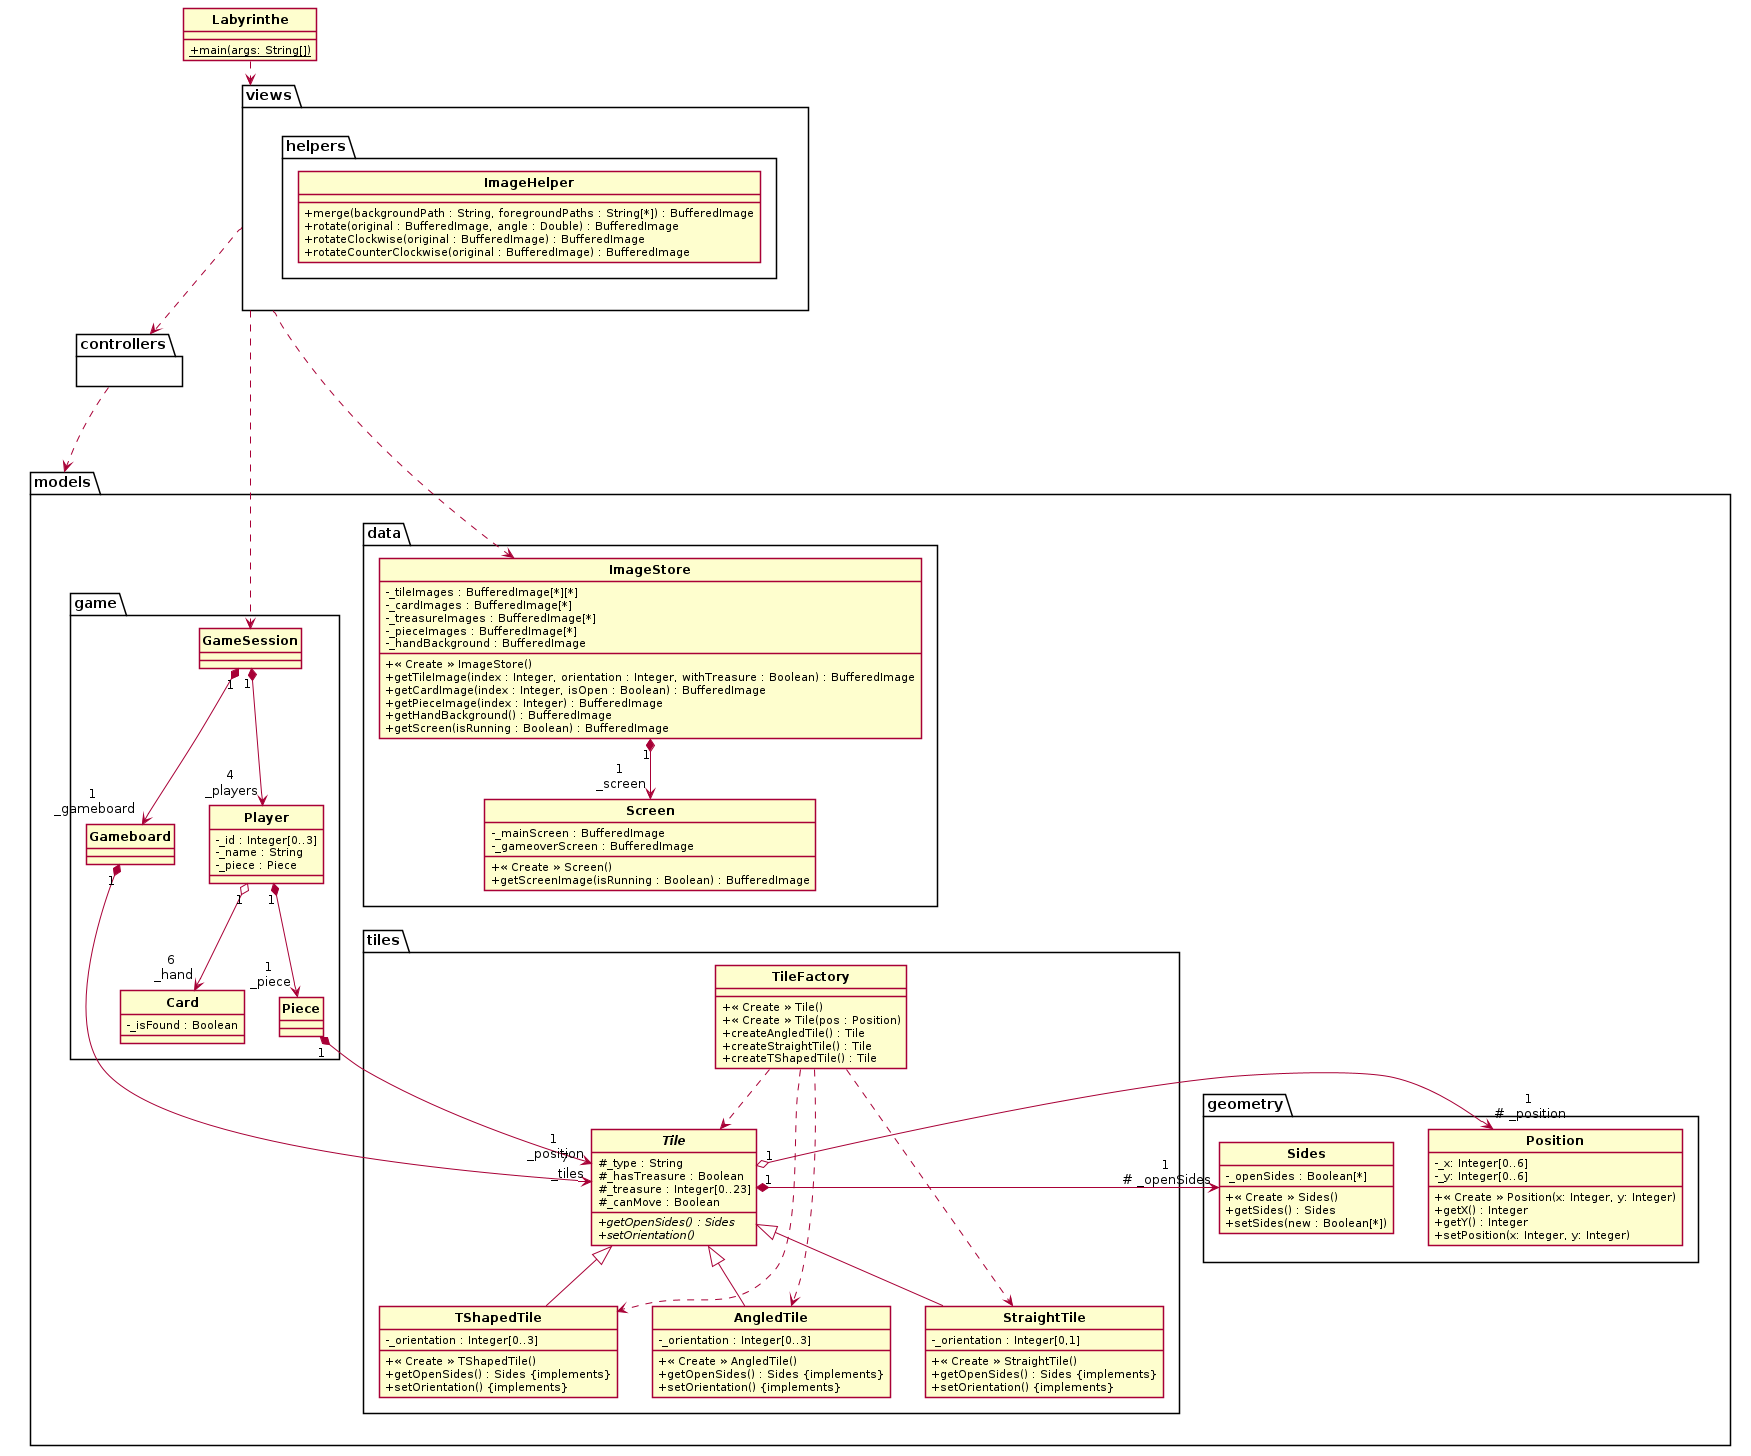 Labyrinthe
+main(args: String[])
views
helpers
ImageHelper
+merge(backgroundPath : String, foregroundPaths : String[*]) : BufferedImage
+rotate(original : BufferedImage, angle : Double) : BufferedImage
+rotateClockwise(original : BufferedImage) : BufferedImage
+rotateCounterClockwise(original : BufferedImage) : BufferedImage
controllers
models
data
ImageStore
-_tileImages : BufferedImage[*][*]
-_cardImages : BufferedImage[*]
-_treasureImages : BufferedImage[*]
-_pieceImages : BufferedImage[*]
-_handBackground : BufferedImage
+« Create » ImageStore()
+getTileImage(index : Integer, orientation : Integer, withTreasure : Boolean) : BufferedImage
+getCardImage(index : Integer, isOpen : Boolean) : BufferedImage
+getPieceImage(index : Integer) : BufferedImage
+getHandBackground() : BufferedImage
+getScreen(isRunning : Boolean) : BufferedImage
1
1
_screen
Screen
-_mainScreen : BufferedImage
-_gameoverScreen : BufferedImage
+« Create » Screen()
+getScreenImage(isRunning : Boolean) : BufferedImage
game
GameSession
1
1
4
_players
1
_gameboard
Gameboard
1
Player
-_id : Integer[0..3]
-_name : String
-_piece : Piece
1
1
6
_hand
1
_piece
Card
-_isFound : Boolean
Piece
1
tiles
TileFactory
+« Create » Tile()
+« Create » Tile(pos : Position)
+createAngledTile() : Tile
+createStraightTile() : Tile
+createTShapedTile() : Tile
1
_position
_tiles
Tile
#_type : String
#_hasTreasure : Boolean
#_treasure : Integer[0..23]
#_canMove : Boolean
+getOpenSides() : Sides
+setOrientation()
1
1
1
# _position
1
# _openSides
geometry
Sides
-_openSides : Boolean[*]
+« Create » Sides()
+getSides() : Sides
+setSides(new : Boolean[*])
Position
-_x: Integer[0..6]
-_y: Integer[0..6]
+« Create » Position(x: Integer, y: Integer)
+getX() : Integer
+getY() : Integer
+setPosition(x: Integer, y: Integer)
TShapedTile
-_orientation : Integer[0..3]
+« Create » TShapedTile()
+getOpenSides() : Sides {implements}
+setOrientation() {implements}
AngledTile
-_orientation : Integer[0..3]
+« Create » AngledTile()
+getOpenSides() : Sides {implements}
+setOrientation() {implements}
StraightTile
-_orientation : Integer[0,1]
+« Create » StraightTile()
+getOpenSides() : Sides {implements}
+setOrientation() {implements}